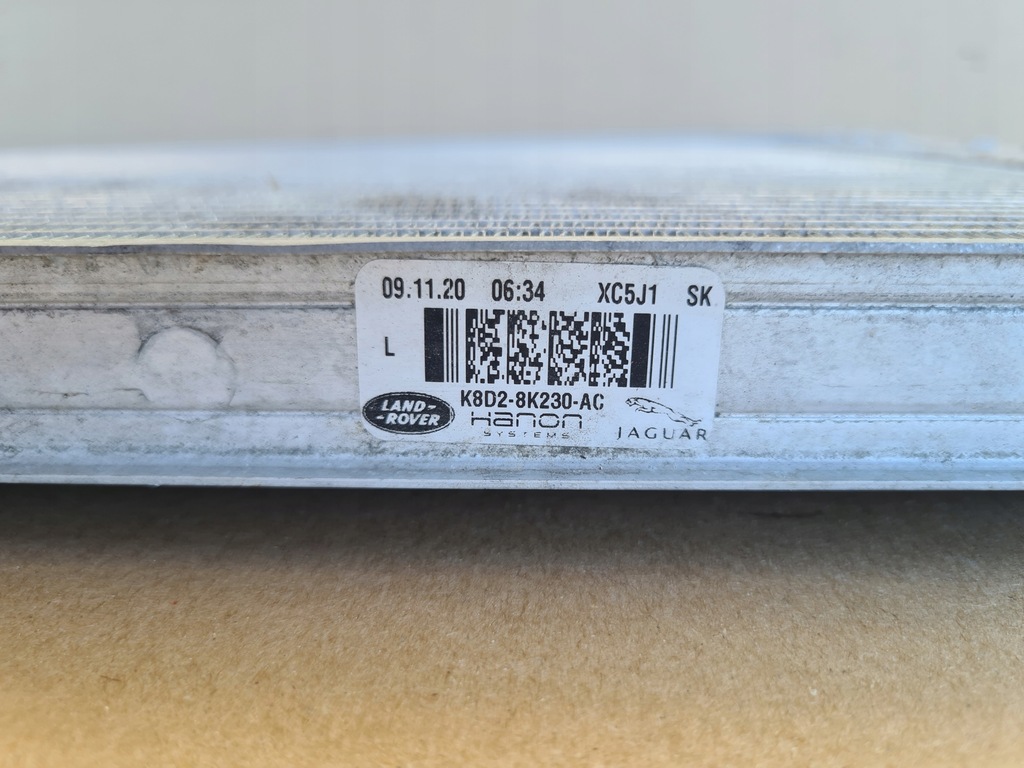 09.11.20 06:34 XC5J1 SK
L
K8D2-8K230-AC
LAND-
-ROVER
Hanon
SYSTEMS
JAGUAR